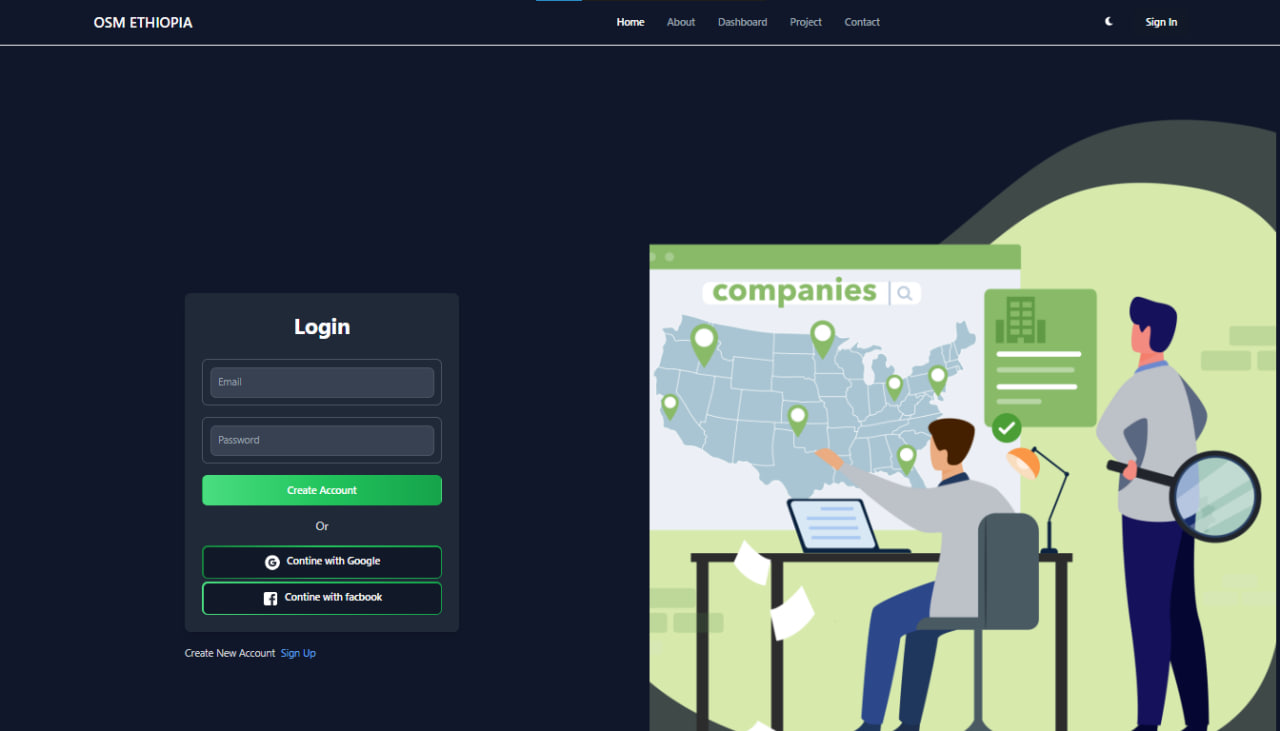 OSM ETHIOPIA
Home About Dashboard Project Contact
Sign In
Login
Email
Password
Create Account
Or
Contine with Google
Contine with facbook
Create New Account Sign Up
companies